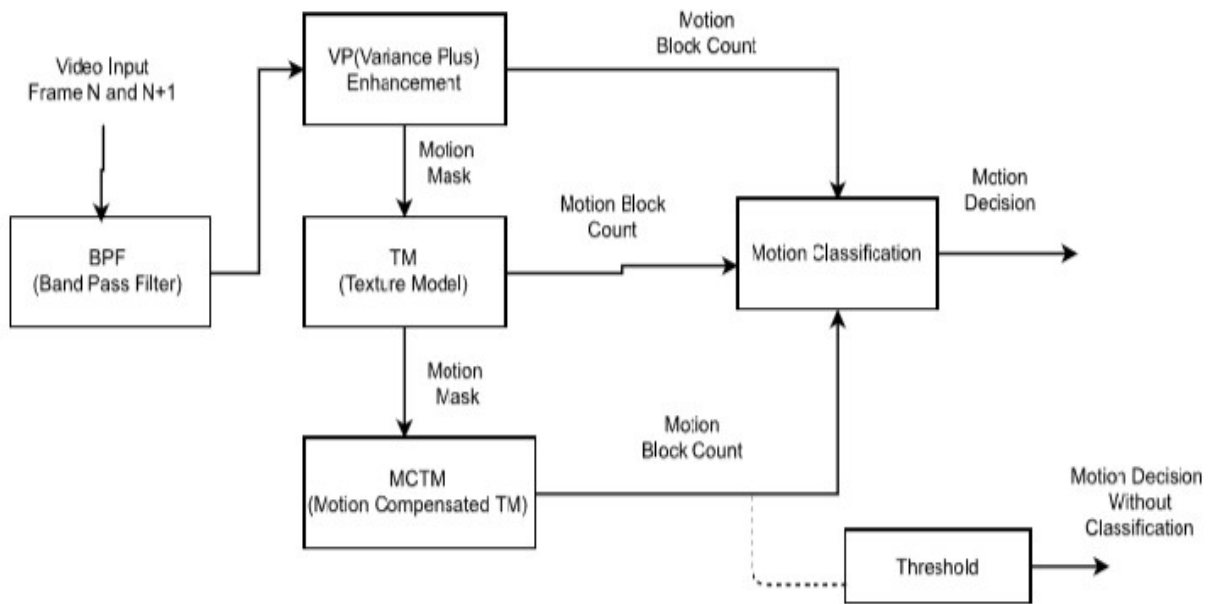 Video Input
Frame N and N+1
BPF
(Band Pass Filter)
VP(Variance Plus)
Enhancement
Motion
Block Count
Motion
Mask
TM
(Texture Model)
Motion Block
Count
Motion Classification
Motion
Decision
Motion
Mask
MCTM
(Motion Compensated TM)
Motion
Block Count
Threshold
Motion Decision
Without
Classification